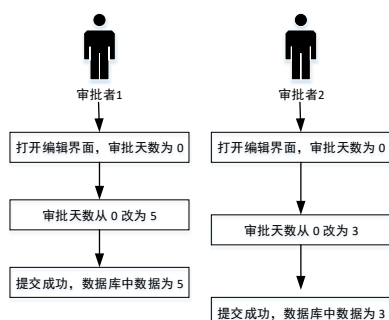 审批者1
审批者2
打开编辑界面，审批天数为 0
打开编辑界面，审批天数为 0
审批天数从 0 改为 5
审批天数从 0 改为 3
提交成功，数据库中数据为 5
提交成功，数据库中数据为 3